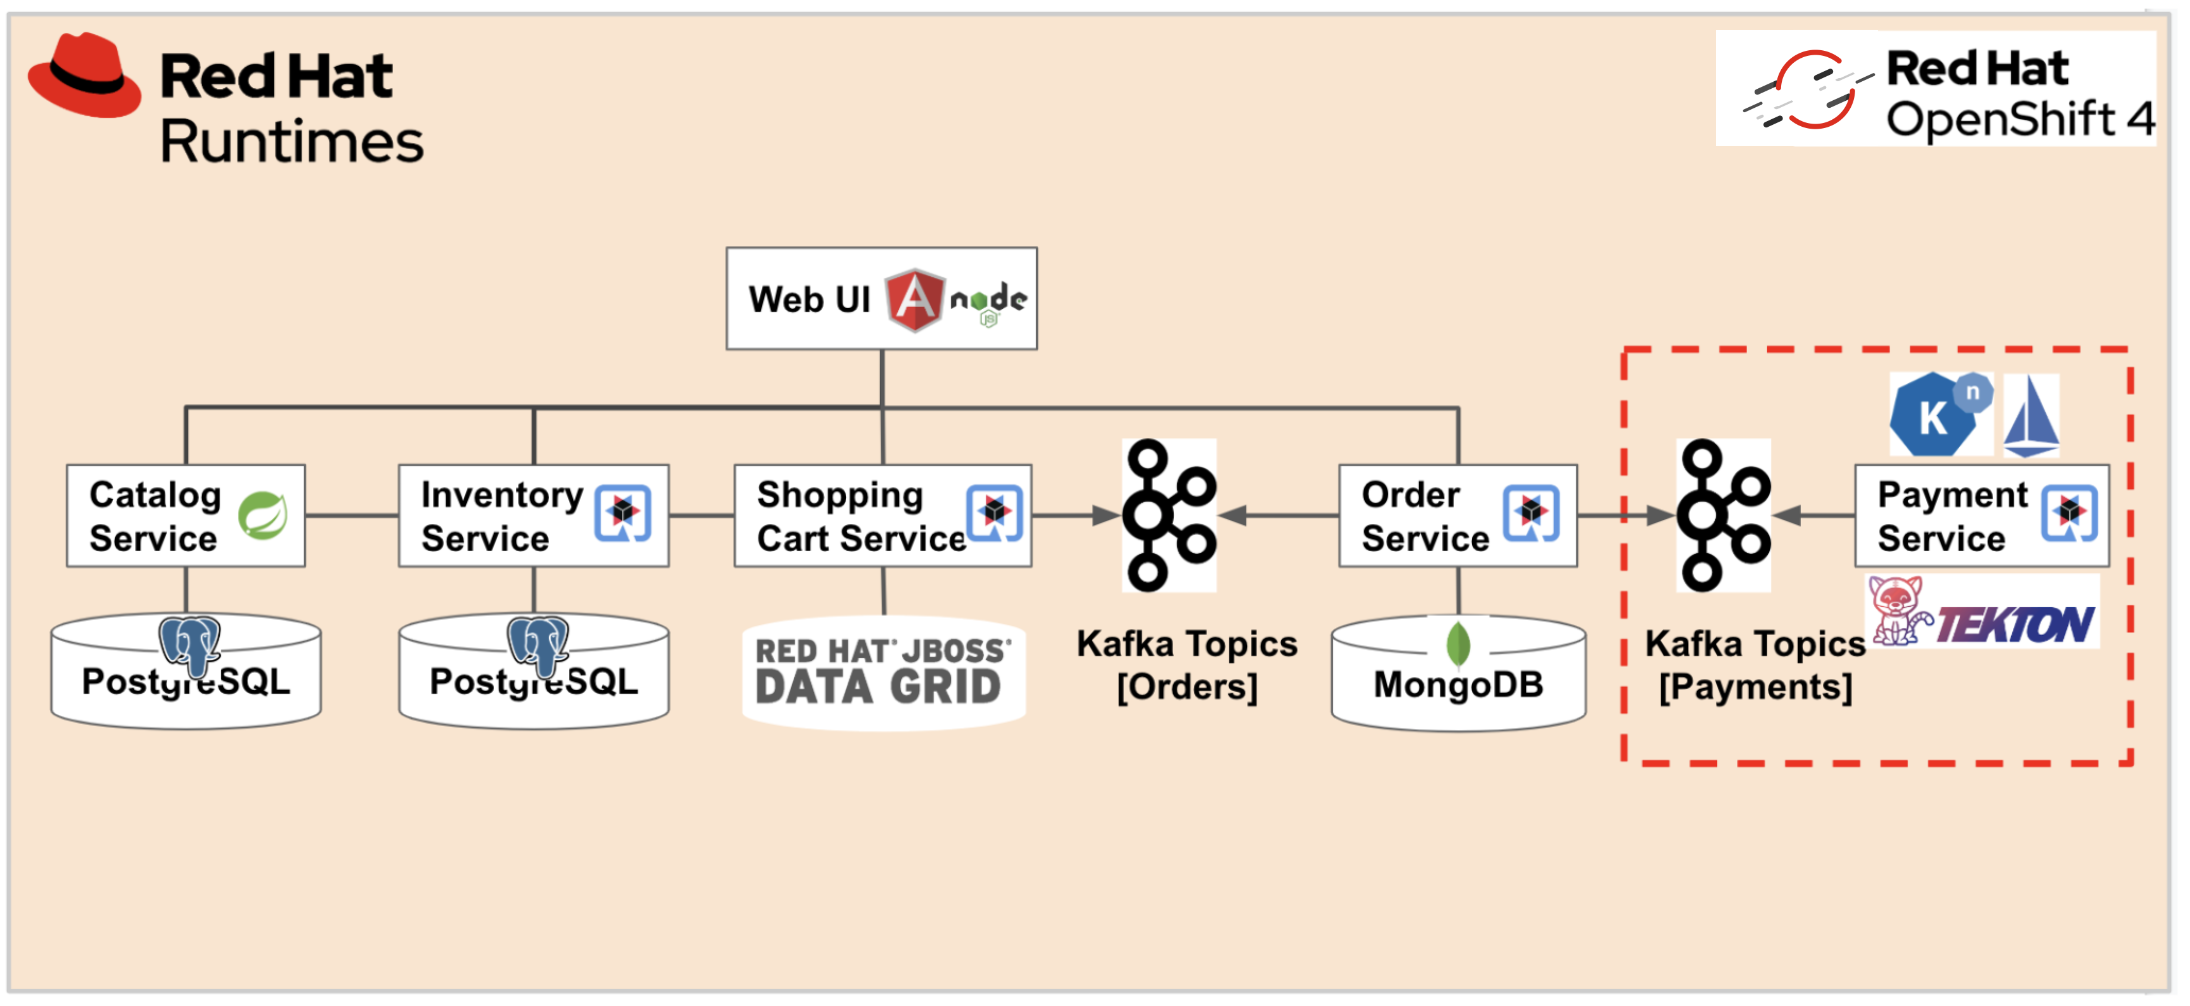 Red Hat
Runtimes
Red Hat
OpenShift 4
Web UI
node
JS
K
n
Catalog
Service
Inventory
Service
Shopping
Cart Service
Order
Service
Payment
Service
PostgreSQL
PostgreSQL
RED HAT® JBOSS®
DATA GRID
Kafka Topics
[Orders]
MongoDB
Kafka Topics
[Payments]
TEKTON